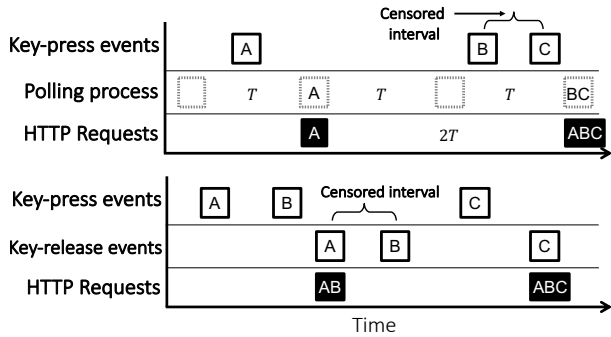 Censored
interval
Key-press events A B C
Polling process T A T T BC
HTTP Requests A 2T ABC
Censored interval
Key-press events A B C
Key-release events A B C
HTTP Requests AB ABC
Time